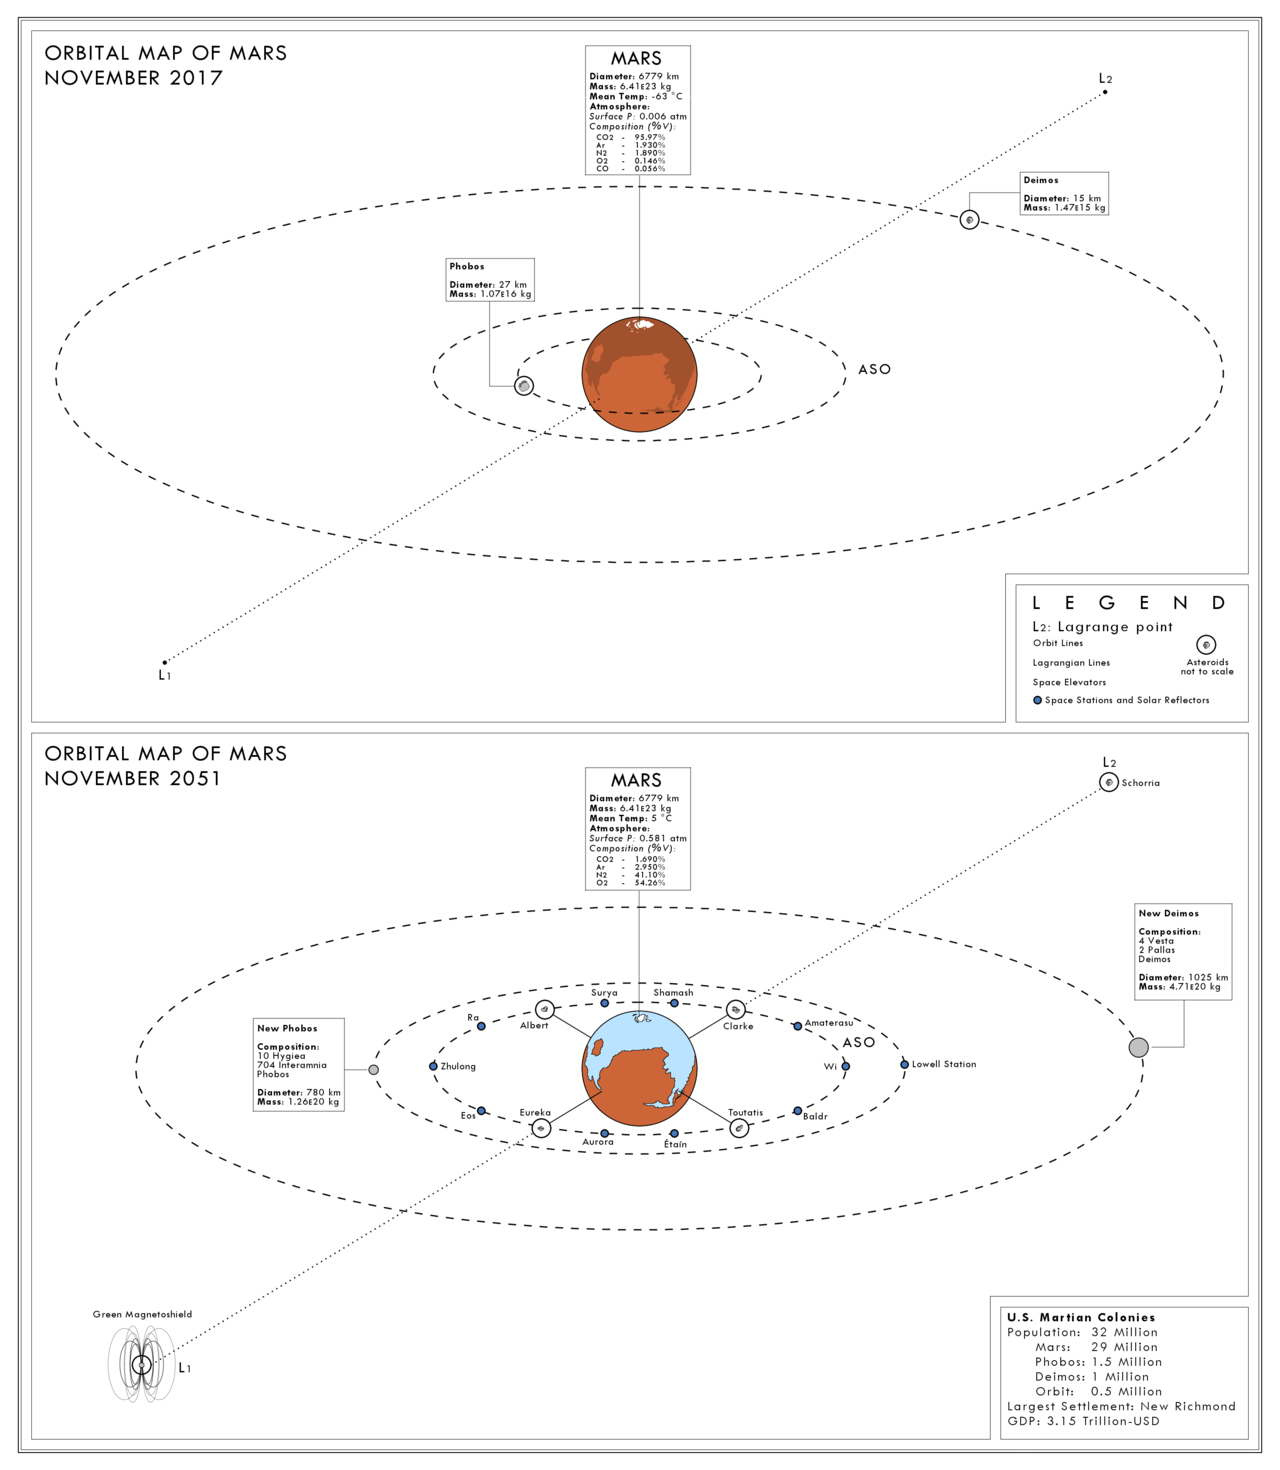 ORBITAL MAP OF MARS
NOVEMBER 2017
MARS
Diameter: 6779 km
Mass: 6.41E23 kg
Mean Temp: -63 °C
Atmosphere:
Surface P: 0.006 atm
Composition (%V):
CO2 - 95.97%
Ar - 1.930%
N2 - 1.890%
O2 - 0.146%
CO - 0.056%
L2
Deimos
Diameter: 15 km
Mass: 1.47E15 kg
Phobos
Diameter: 27 km
Mass: 1.07E16 kg
ASO
L1
LEGEND
L2: Lagrange point
Orbit Lines
Lagrangian Lines
Space Elevators
Space Stations and Solar Reflectors
Asteroids
not to scale
ORBITAL MAP OF MARS
NOVEMBER 2051
MARS
Diameter: 6779 km
Mass: 6.41E23 kg
Mean Temp: 5 °C
Atmosphere:
Surface P: 0.581 atm
Composition (%V):
CO2 - 1.690%
Ar - 2.950%
N2 - 41.10%
O2 - 54.26%
L2
Schorria
New Deimos
Composition:
4 Vesta
2 Pallas
Deimos
Diameter: 1025 km
Mass: 4.71E20 kg
Surya
Shamash
Ra
Albert
Clarke
Amaterasu
New Phobos
Composition:
10 Hygiea
704 Interamnia
Phobos
Diameter: 780 km
Mass: 1.26E20 kg
ASO
Zhulong
Wi
Lowell Station
Eos
Eureka
Toutatis
Baldr
Aurora
Étaín
Green Magnetoshield
L1
U.S. Martian Colonies
Population: 32 Million
Mars: 29 Million
Phobos: 1.5 Million
Deimos: 1 Million
Orbit: 0.5 Million
Largest Settlement: New Richmond
GDP: 3.15 Trillion-USD